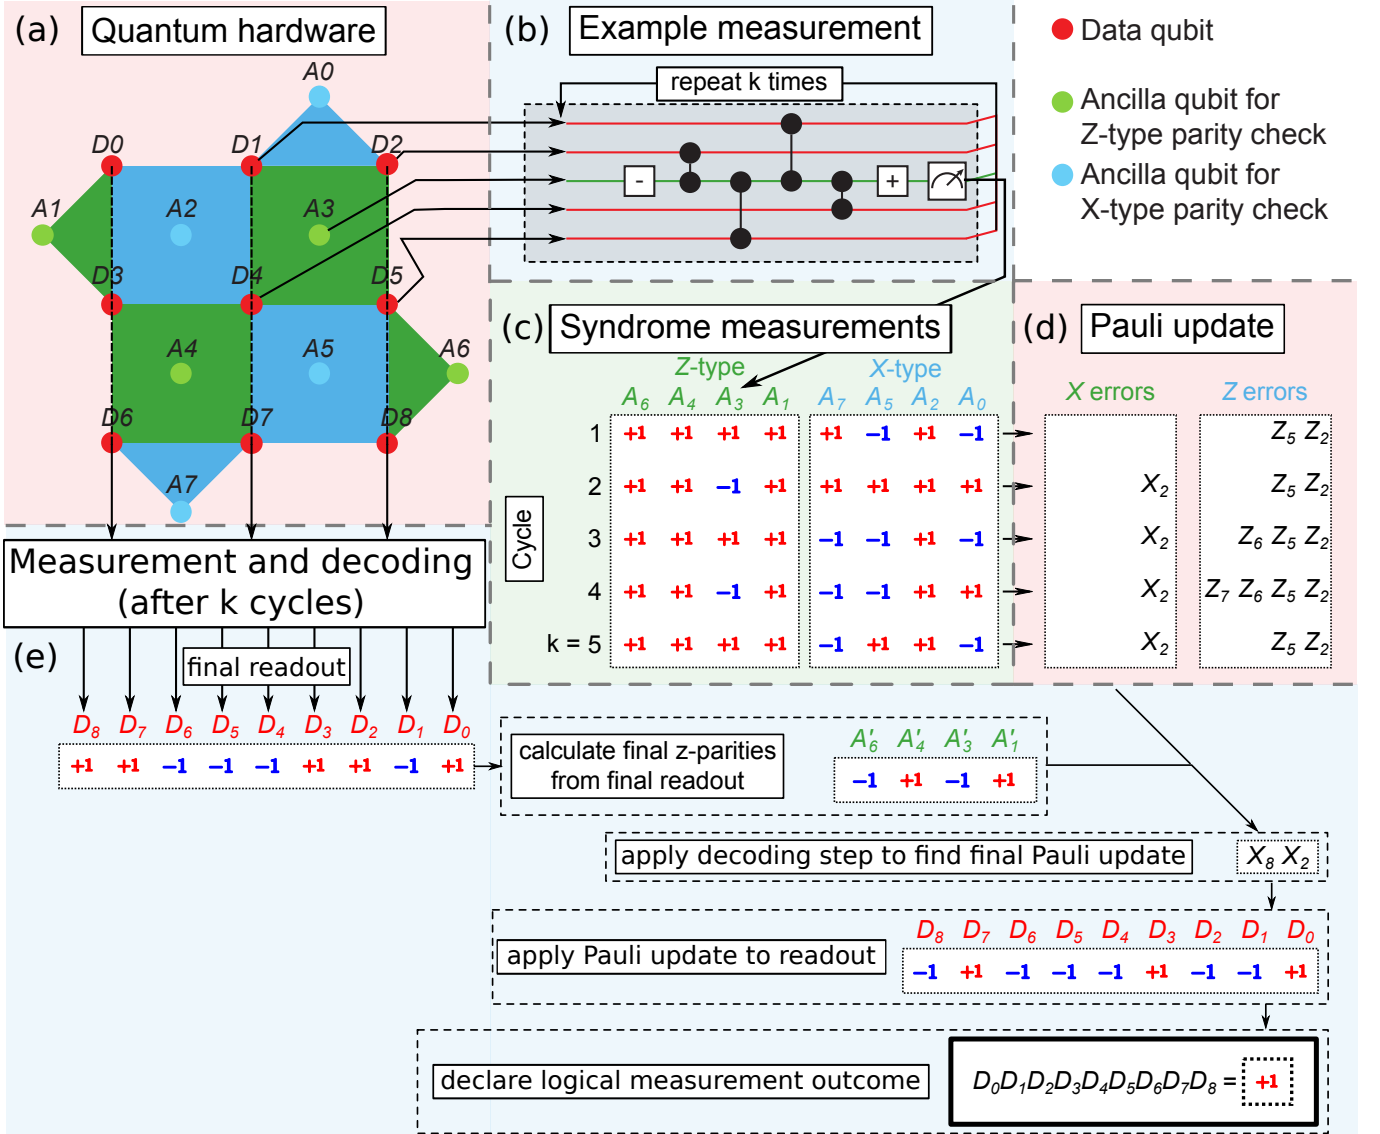 (a) Quantum hardware
A0
D0 D1 D2
A1 A2 A3
D3 D4 D5
A4 A5 A6
D6 D7 D8
A7
(b) Example measurement
repeat k times
- +
Data qubit
Ancilla qubit for
Z-type parity check
Ancilla qubit for
X-type parity check
(c) Syndrome measurements
Z-type X-type
A6 A4 A3 A1 A7 A5 A2 A0
Cycle
1 +1 +1 +1 +1 +1 -1 +1 -1
2 +1 +1 -1 +1 +1 +1 +1 +1
3 +1 +1 +1 +1 -1 -1 +1 -1
4 +1 +1 -1 +1 -1 -1 +1 +1
k = 5 +1 +1 +1 +1 -1 +1 +1 -1
(d) Pauli update
X errors Z errors
Z5 Z2
X2 Z5 Z2
X2 Z6 Z5 Z2
X2 Z7 Z6 Z5 Z2
X2 Z5 Z2
Measurement and decoding
(after k cycles)
(e)
final readout
D8 D7 D6 D5 D4 D3 D2 D1 D0
+1 +1 -1 -1 -1 +1 +1 -1 +1
calculate final z-parities
from final readout
A'6 A'4 A'3 A'1
-1 +1 -1 +1
apply decoding step to find final Pauli update
X8 X2
apply Pauli update to readout
D8 D7 D6 D5 D4 D3 D2 D1 D0
-1 +1 -1 -1 -1 +1 -1 -1 +1
declare logical measurement outcome
D0D1D2D3D4D5D6D7D8 = +1